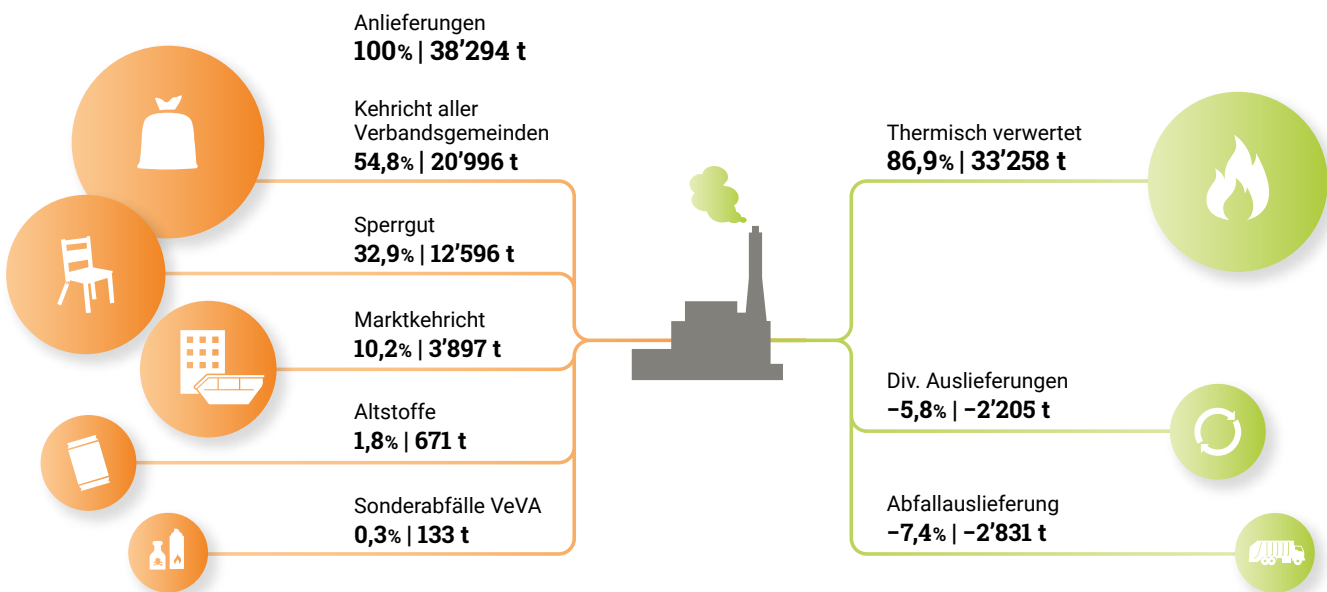 Anlieferungen
100% | 38’294 t
Kehricht aller
Verbandsgemeinden
54,8% | 20’996 t
Sperrgut
32,9% | 12’596 t
Marktkehricht
10,2% | 3’897 t
Altstoffe
1,8% | 671 t
Sonderabfälle VeVA
0,3% | 133 t
Thermisch verwertet
86,9% | 33’258 t
Div. Auslieferungen
−5,8% | −2’205 t
Abfallauslieferung
−7,4% | −2’831 t